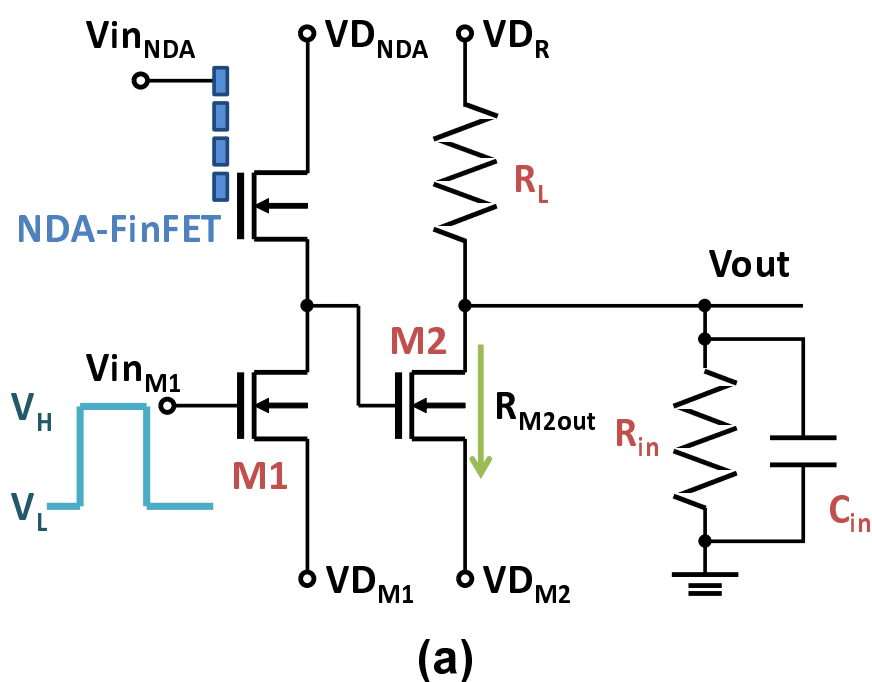 VinNDA
VDNDA
VDR
RL
NDA-FinFET
Vout
M2
VinM1
VH
RM2out
Rin
M1
VL
Cin
VDM1
VDM2
(a)